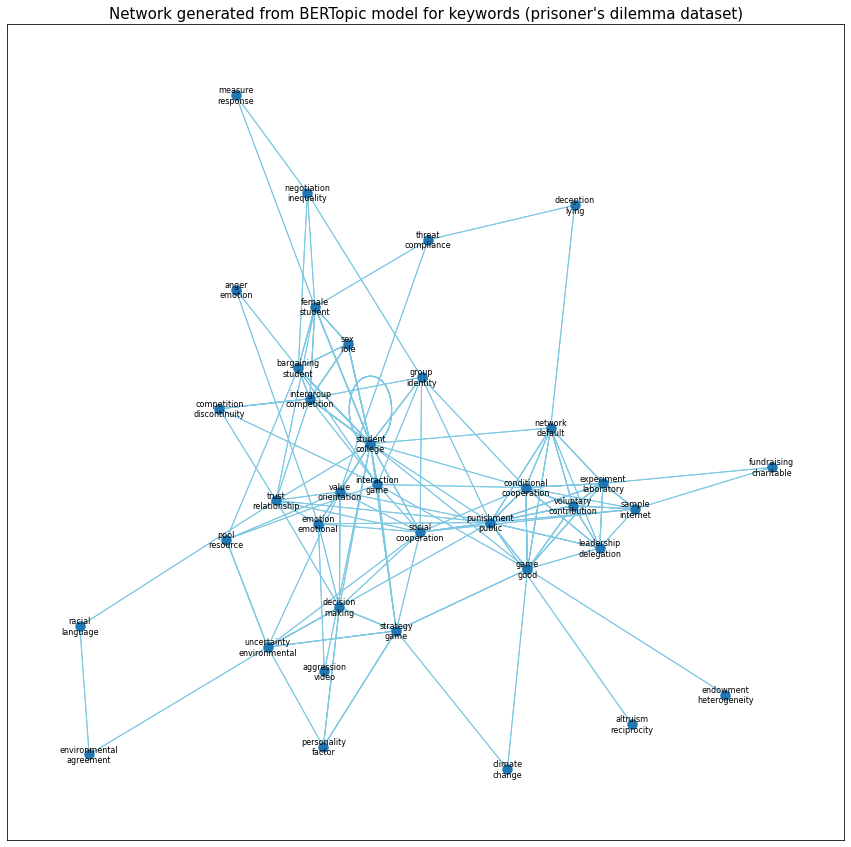 Network generated from BERTopic model for keywords (prisoner's dilemma dataset)
measure
response
negotiation
inequality
deception
lying
threat
compliance
anger
emotion
female
student
sex
role
bargaining
student
group
identity
intergroup
competition
competition
discontinuity
network
default
student
college
fundraising
charitable
interaction
game
conditional
cooperation
experiment
laboratory
value
orientation
trust
relationship
voluntary
contribution
sample
internet
punishment
public
emotion
emotional
social
cooperation
pool
resource
leadership
delegation
game
good
decision
making
racial
language
strategy
game
uncertainty
environmental
aggression
video
endowment
heterogeneity
altruism
reciprocity
personality
factor
environmental
agreement
climate
change